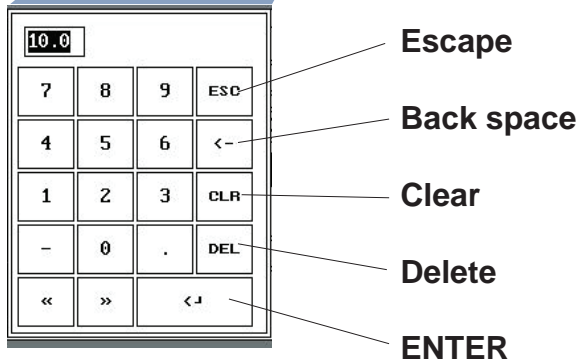 10.0
7 8 9 ESC
Escape
4 5 6 <-
Back space
1 2 3 CLR
Clear
- 0 . DEL
Delete
« » <┘
ENTER